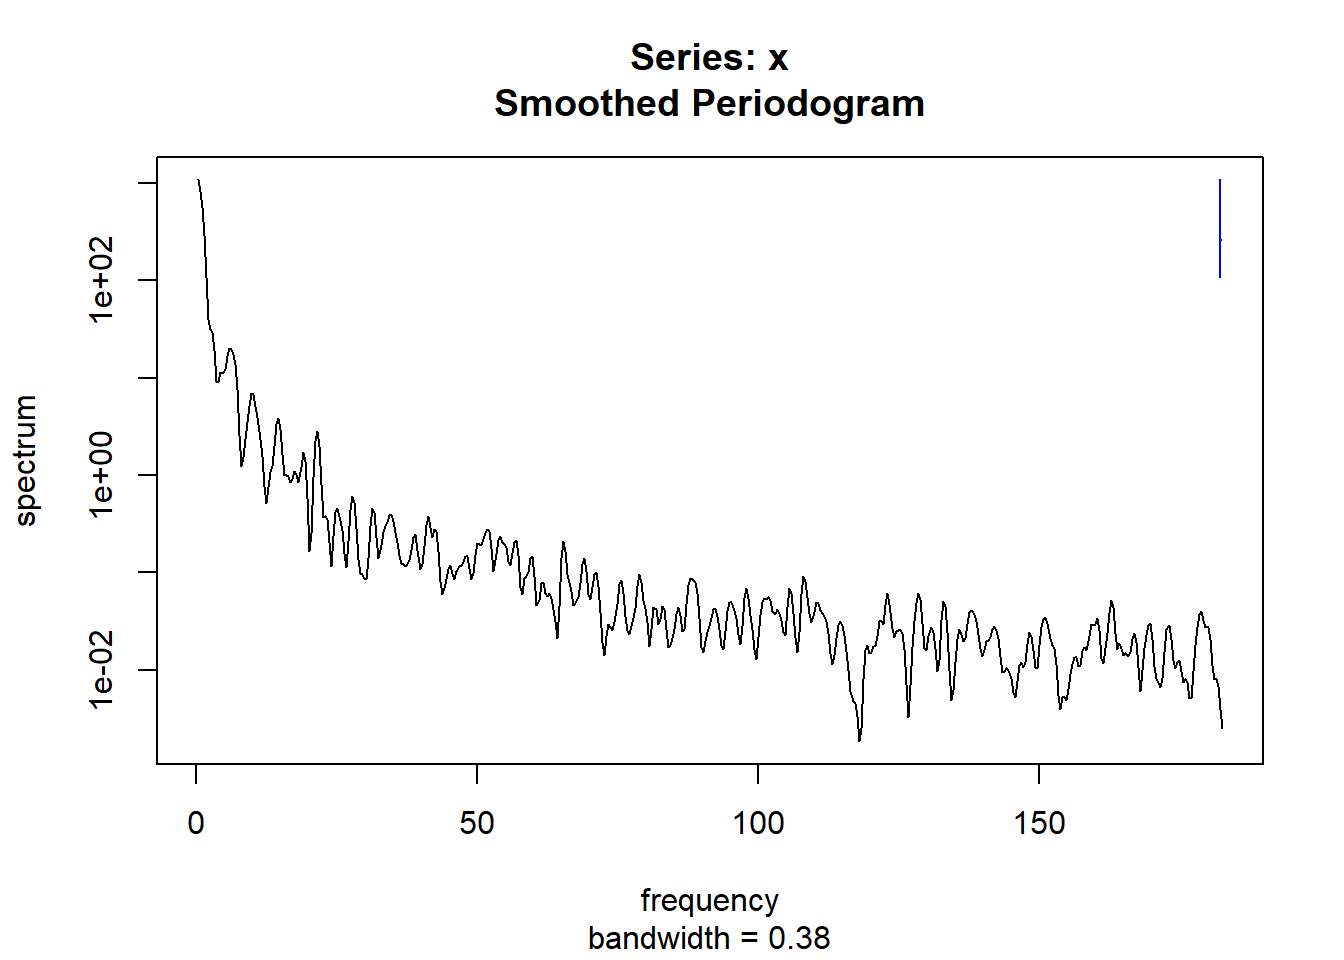 Series: x
Smoothed Periodogram
spectrum
1e+02
1e+00
1e-02
0 50 100 150
frequency
bandwidth = 0.38